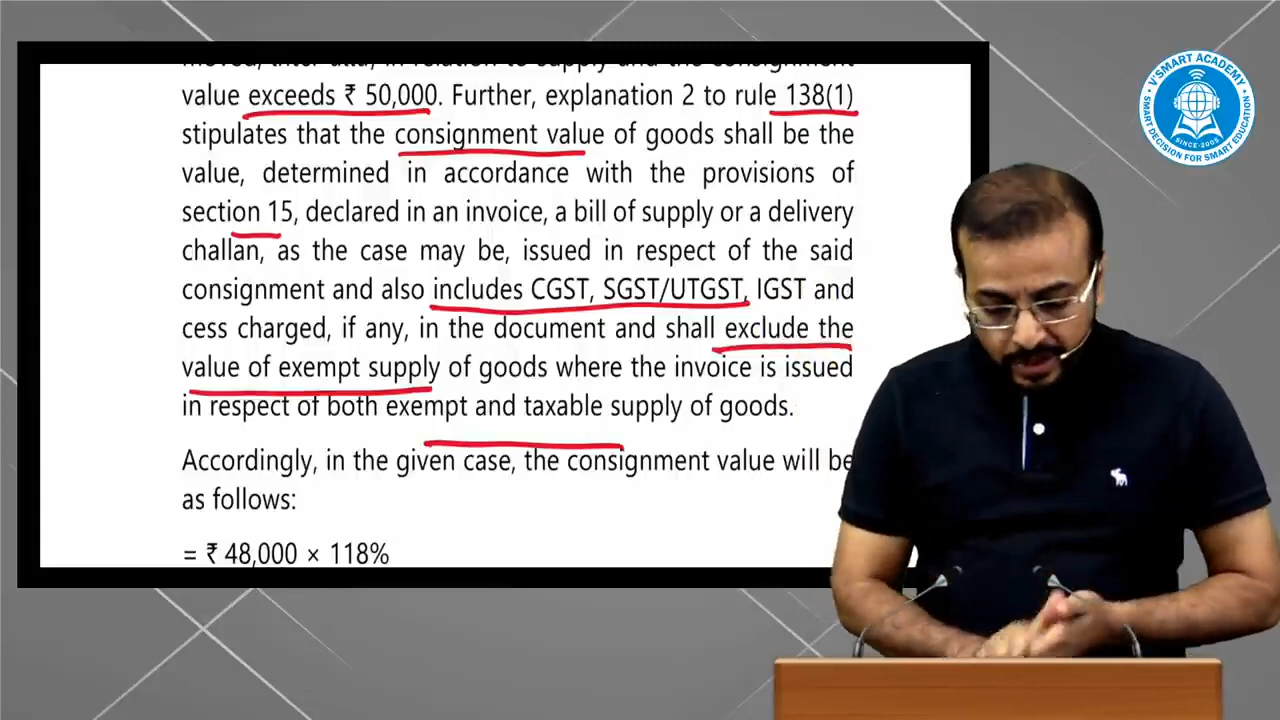 value exceeds ₹ 50,000. Further, explanation 2 to rule 138(1)
stipulates that the consignment value of goods shall be the
value, determined in accordance with the provisions of
section 15, declared in an invoice, a bill of supply or a delivery
challan, as the case may be, issued in respect of the said
consignment and also includes CGST, SGST/UTGST, IGST and
cess charged, if any, in the document and shall exclude the
value of exempt supply of goods where the invoice is issued
in respect of both exempt and taxable supply of goods.
Accordingly, in the given case, the consignment value will be
as follows:
= ₹ 48,000 × 118%
V'SMART ACADEMY
SMART DECISION FOR SMART EDUCATION
SINCE-2003